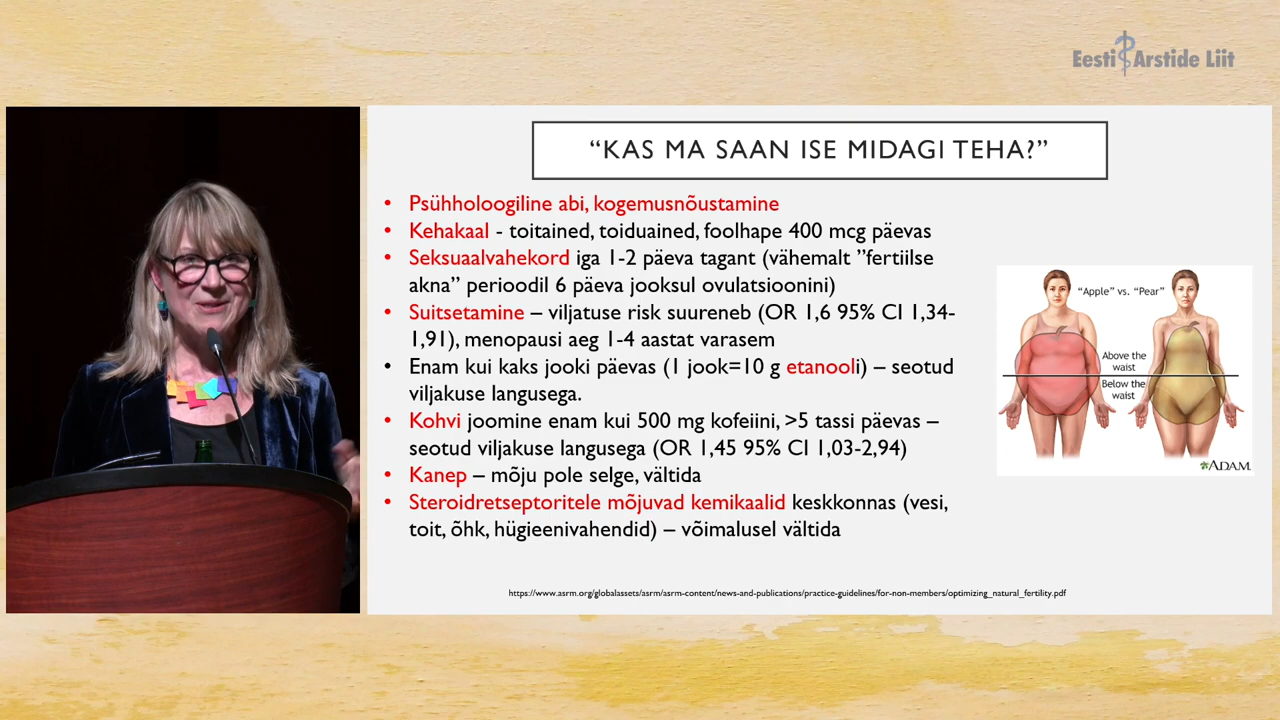 Eesti Arstide Liit
“KAS MA SAAN ISE MIDAGI TEHA?”
• Psühholoogiline abi, kogemusnõustamine
• Kehakaal - toitained, toiduained, foolhape 400 mcg päevas
• Seksuaalvahekord iga 1-2 päeva tagant (vähemalt ”fertiilse
akna” perioodil 6 päeva jooksul ovulatsioonini)
• Suitsetamine – viljatuse risk suureneb (OR 1,6 95% CI 1,34-
1,91), menopausi aeg 1-4 aastat varasem
• Enam kui kaks jooki päevas (1 jook=10 g etanooli) – seotud
viljakuse langusega.
• Kohvi joomine enam kui 500 mg kofeiini, >5 tassi päevas –
seotud viljakuse langusega (OR 1,45 95% CI 1,03-2,94)
• Kanep – mõju pole selge, vältida
• Steroidretseptoritele mõjuvad kemikaalid keskkonnas (vesi,
toit, õhk, hügieenivahendid) – võimalusel vältida
“Apple” vs. “Pear”
Above the
waist
Below the
waist
ADAM
https://www.asrm.org/globalassets/asrm/asrm-content/news-and-publications/practice-guidelines/for-non-members/optimizing_natural_fertility.pdf